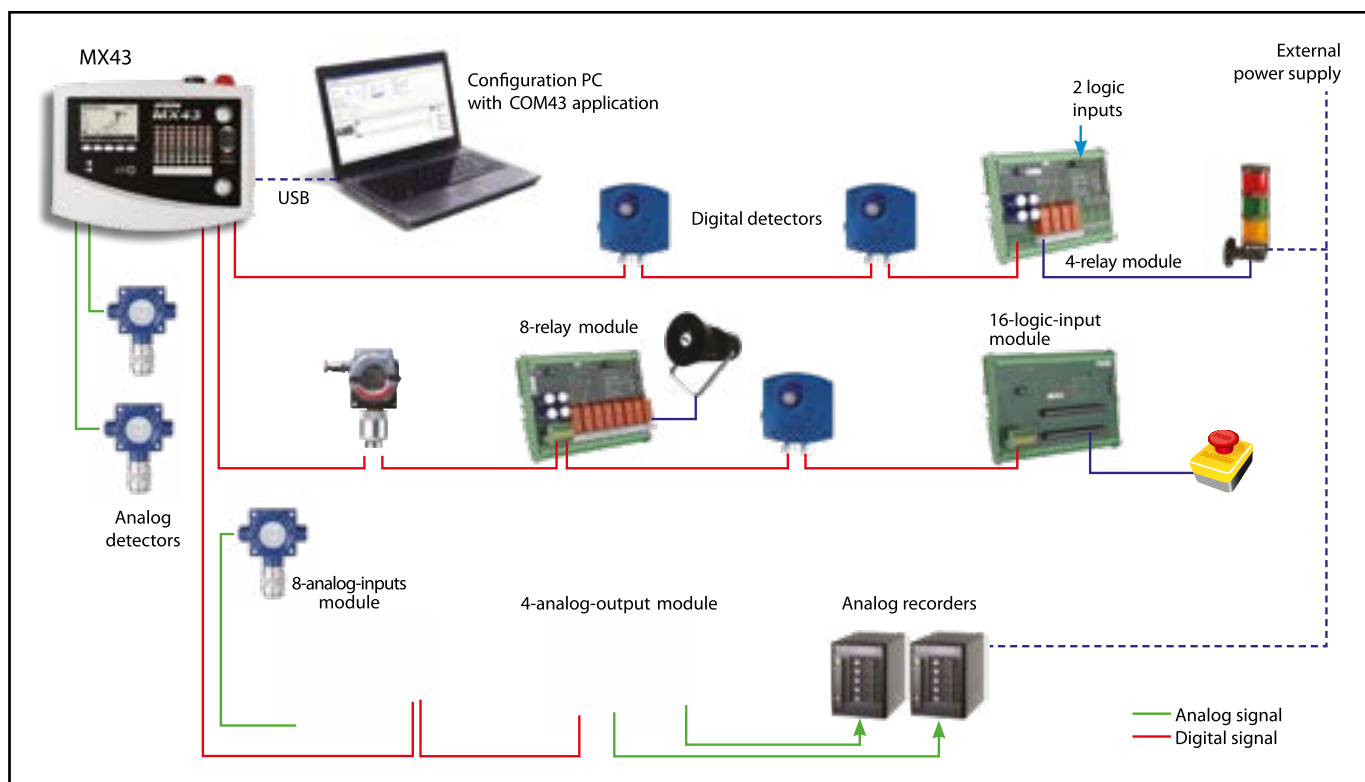 MX43
MX43
Configuration PC
with COM43 application
USB
Digital detectors
2 logic
inputs
External
power supply
4-relay module
8-relay module
16-logic-input
module
Analog
detectors
8-analog-inputs
module
4-analog-output module
Analog recorders
Analog signal
Digital signal